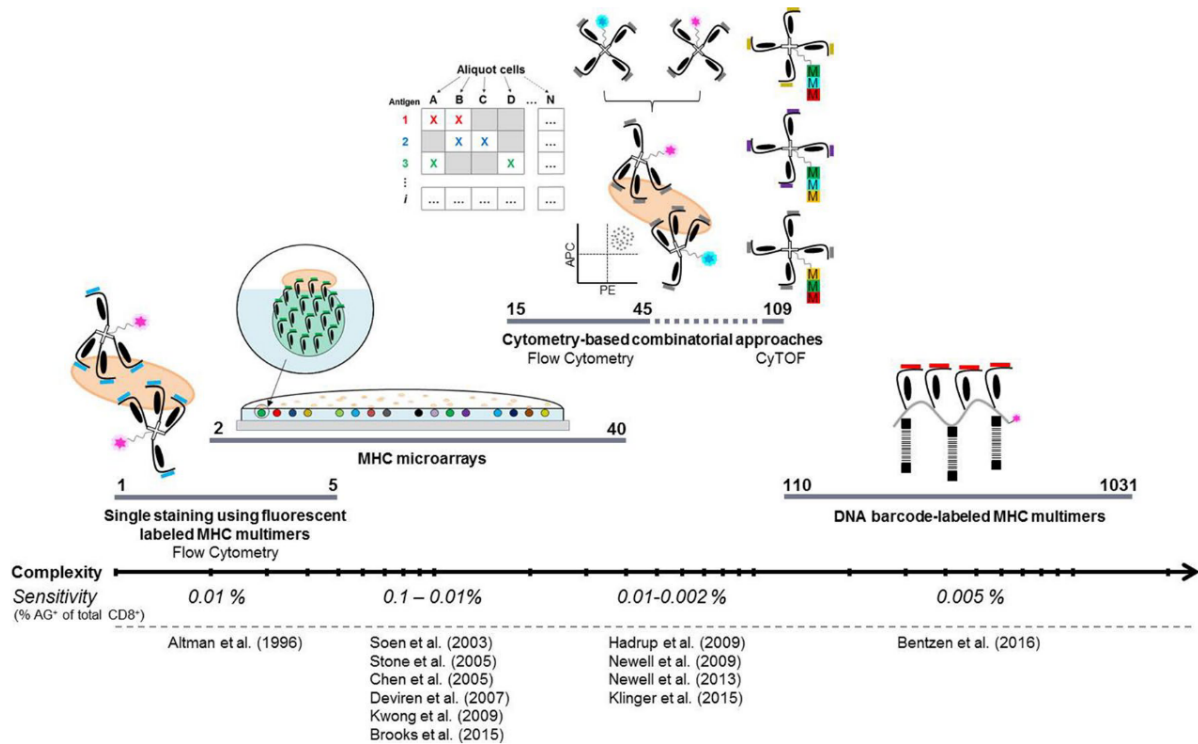 Aliquot cells
Antigen A B C D ... N
1 X X ...
2 X X ...
3 X X ...
⋮
i ... ... ... ... ...
M
M
M
M
M
M
M
M
M
APC
PE
15 45 109
Cytometry-based combinatorial approaches
Flow Cytometry CyTOF
2 40
MHC microarrays
1 5
Single staining using fluorescent
labeled MHC multimers
Flow Cytometry
110 1031
DNA barcode-labeled MHC multimers
Complexity
Sensitivity 0.01 % 0.1 – 0.01% 0.01-0.002% 0.005 %
(% AG⁺ of total CD8⁺)
Altman et al. (1996) Soen et al. (2003) Hadrup et al. (2009) Bentzen et al. (2016)
Stone et al. (2005) Newell et al. (2009)
Chen et al. (2005) Newell et al. (2013)
Deviren et al. (2007) Klinger et al. (2015)
Kwong et al. (2009)
Brooks et al. (2015)